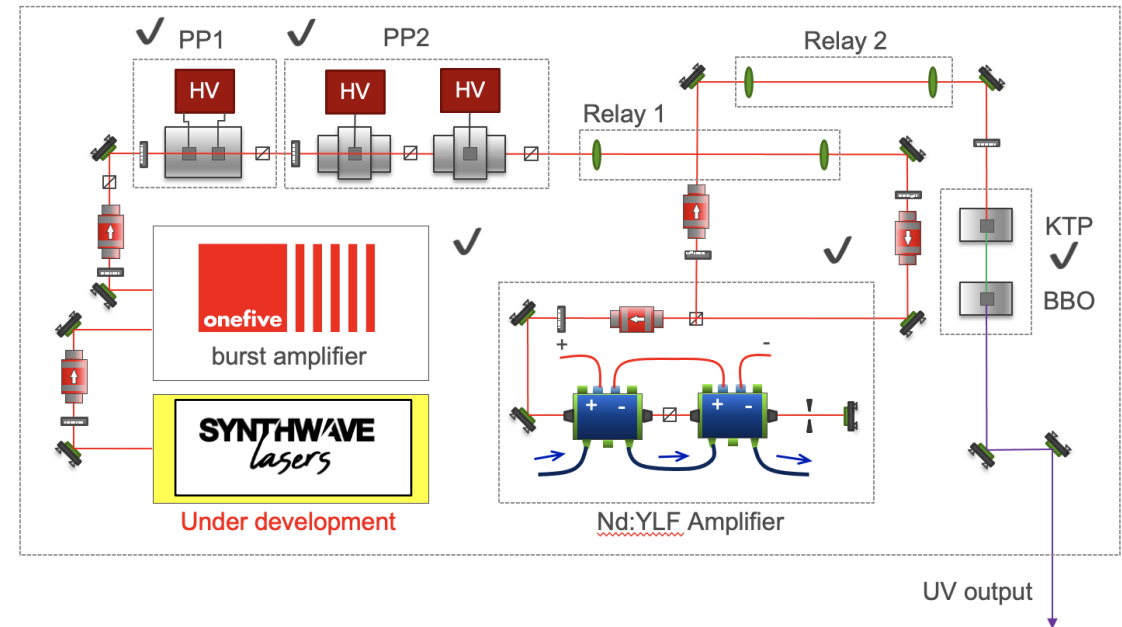 PP1
PP2
Relay 2
HV
HV
HV
Relay 1
KTP
BBO
onefive
burst amplifier
+
-
+ -
+ -
SYNTHWAVE
lasers
Under development
Nd:YLF Amplifier
UV output